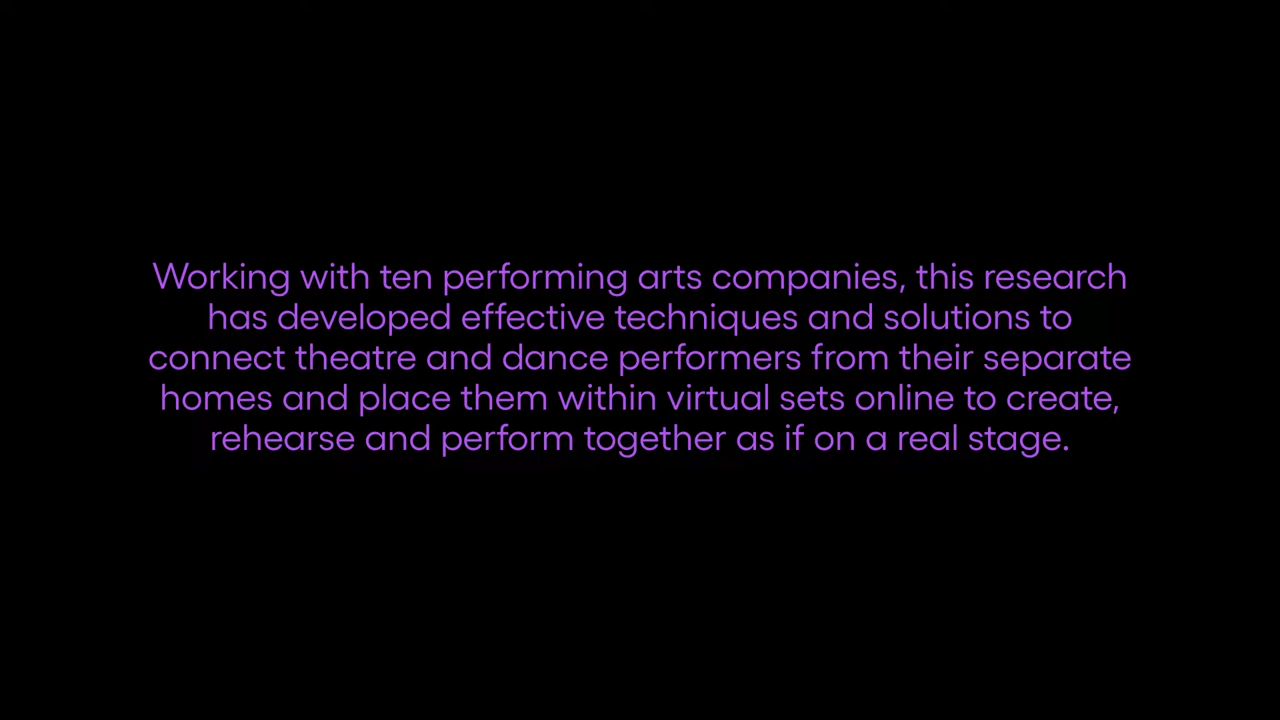 Working with ten performing arts companies, this research
has developed effective techniques and solutions to
connect theatre and dance performers from their separate
homes and place them within virtual sets online to create,
rehearse and perform together as if on a real stage.